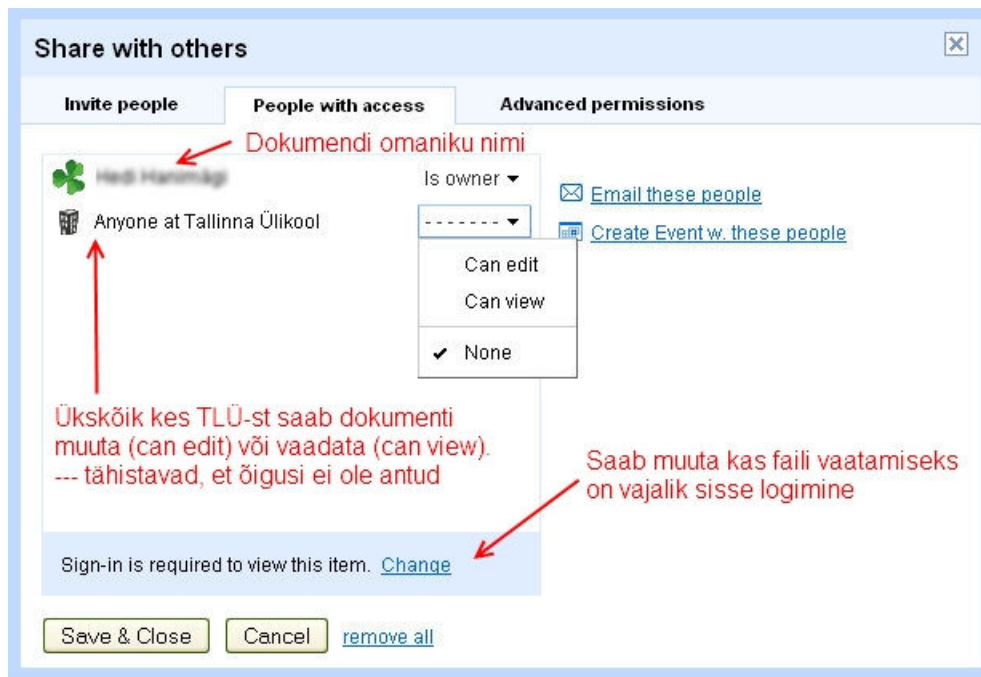 Share with others
Invite people
People with access
Advanced permissions
Dokumendi omaniku nimi
Is owner
Email these people
Anyone at Tallinna Ülikool
- - - - - - -
Create Event w. these people
Can edit
Can view
None
Ükskõik kes TLÜ-st saab dokumenti
muuta (can edit) või vaadata (can view).
--- tähistavad, et õigusi ei ole antud
Saab muuta kas faili vaatamiseks
on vajalik sisse logimine
Sign-in is required to view this item. Change
Save & Close
Cancel
remove all